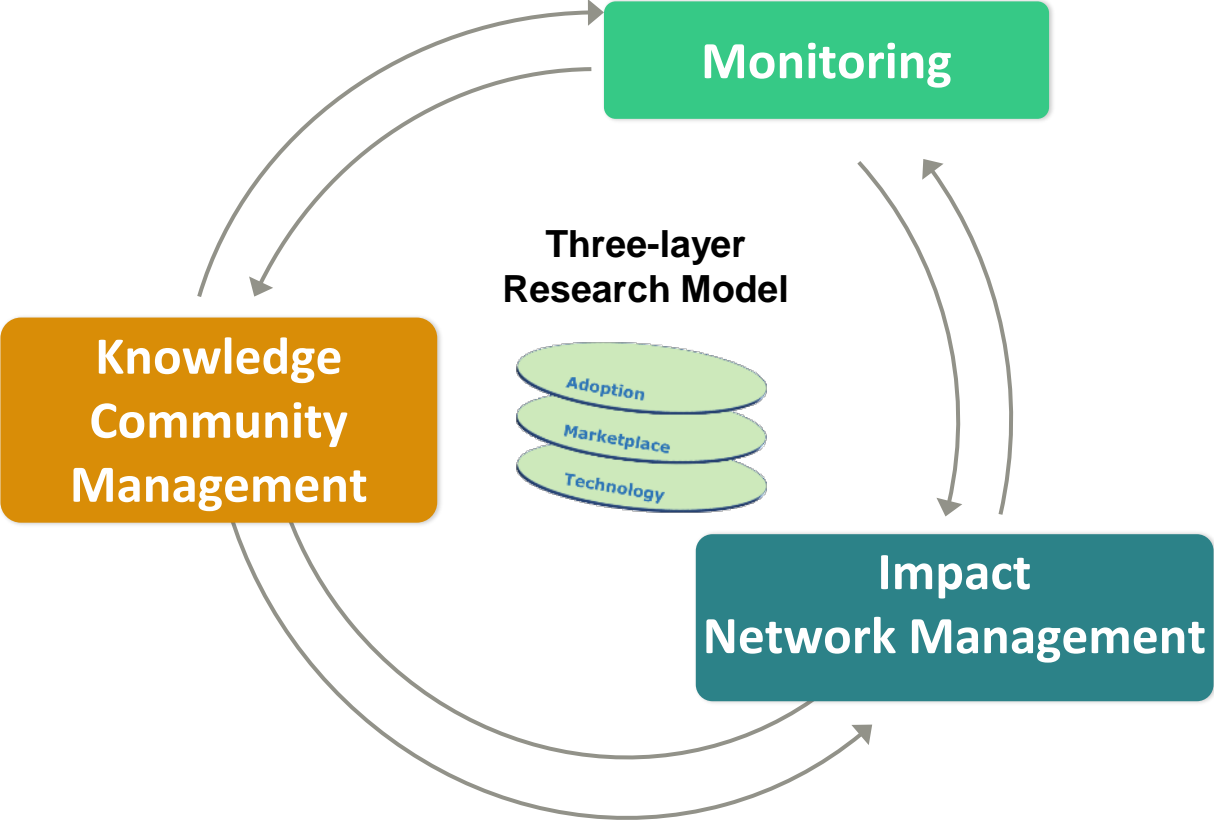 Monitoring
Three-layer
Research Model
Knowledge
Community
Management
Adoption
Marketplace
Technology
Impact
Network Management